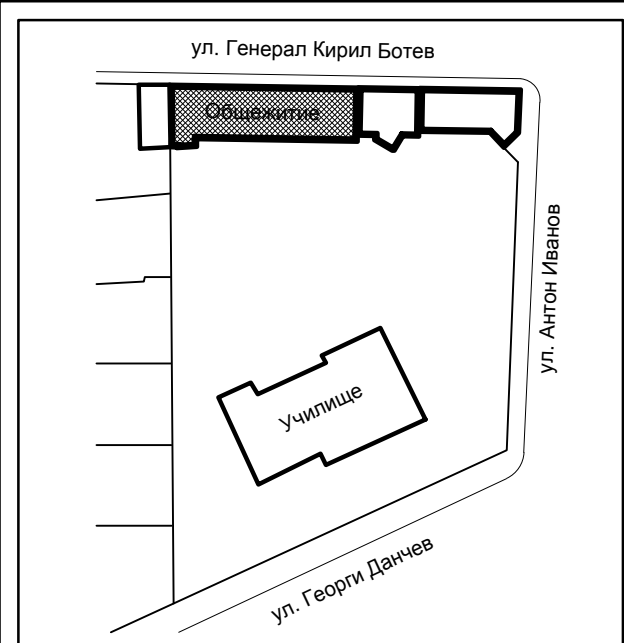 ул. Генерал Кирил Ботев
Общежитие
ул. Антон Иванов
Училище
ул. Георги Данчев